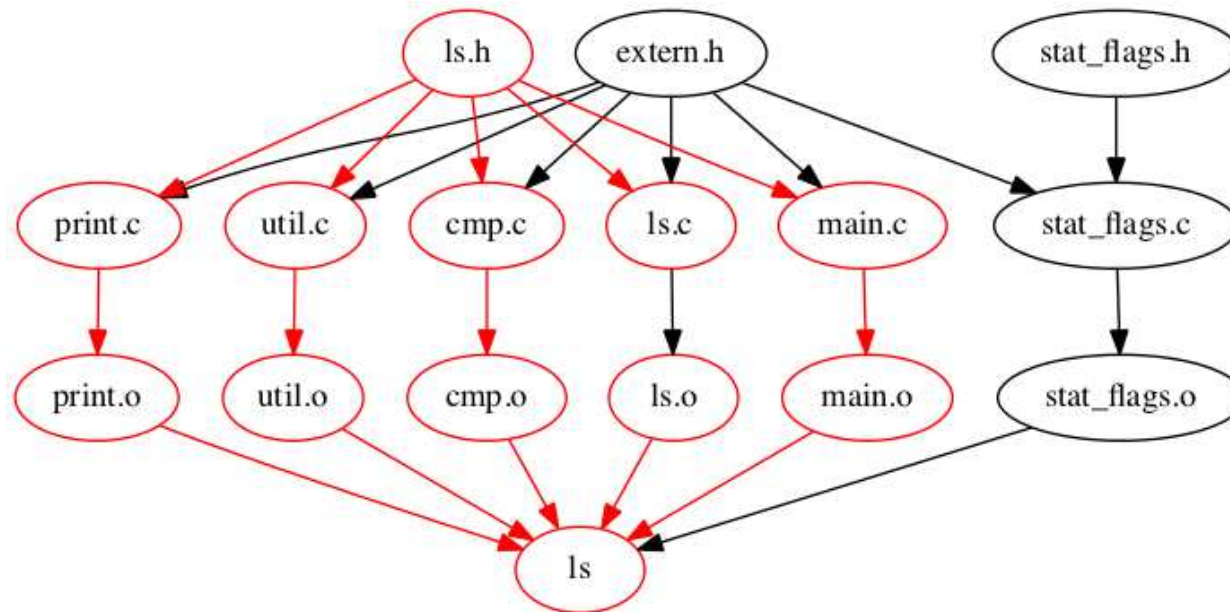 ls.h
extern.h
stat_flags.h
print.c
util.c
cmp.c
ls.c
main.c
stat_flags.c
print.o
util.o
cmp.o
ls.o
main.o
stat_flags.o
ls